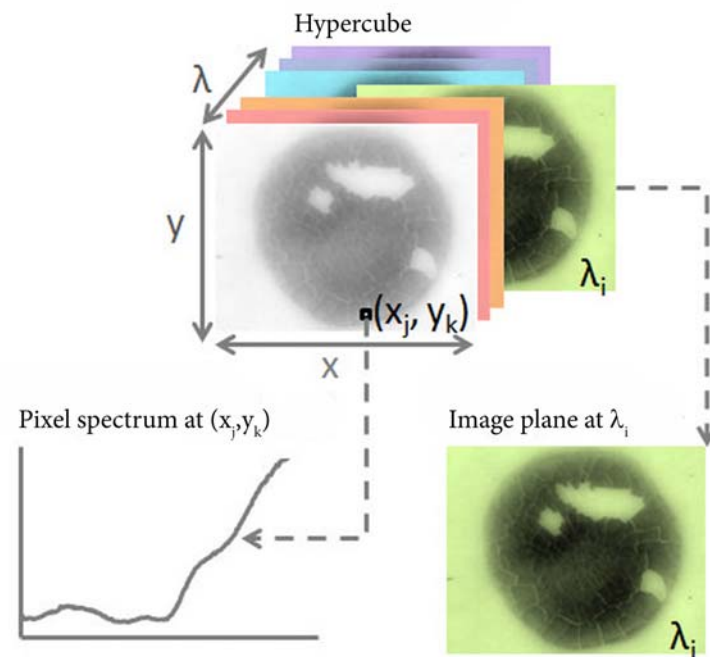 Hypercube
λ
y
λᵢ
(xⱼ, yₖ)
x
Pixel spectrum at (xⱼ,yₖ)
Image plane at λᵢ
λᵢ